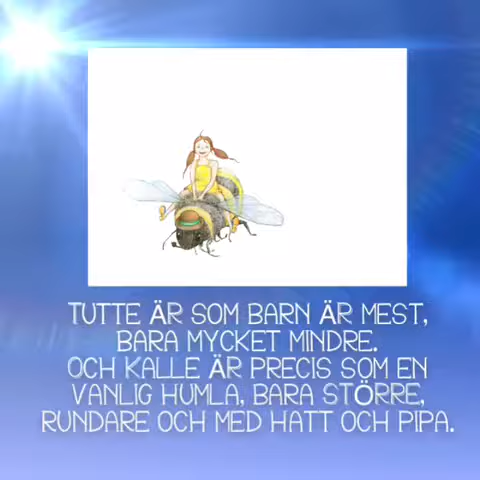 TUTTE ÄR SOM BARN ÄR MEST,
BARA MYCKET MINDRE.
OCH KALLE ÄR PRECIS SOM EN
VANLIG HUMLA, BARA STÖRRE,
RUNDARE OCH MED HATT OCH PIPA.